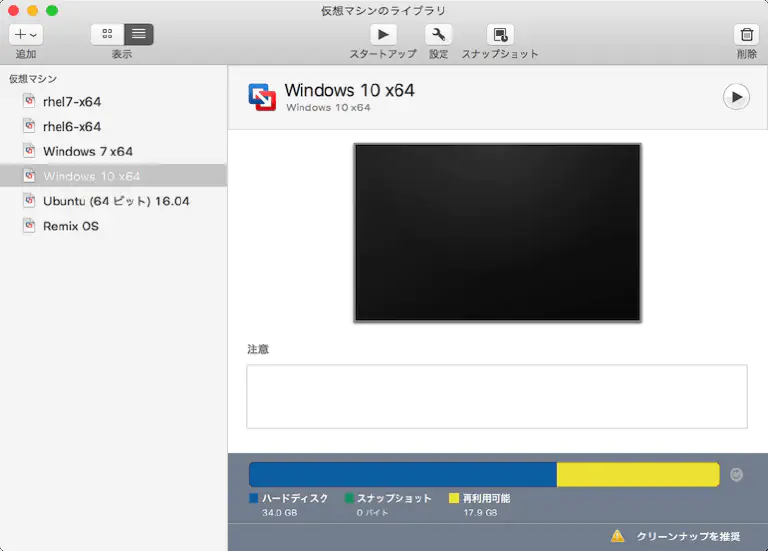 仮想マシンのライブラリ
追加
表示
スタートアップ
設定
スナップショット
削除
仮想マシン
rhel7-x64
rhel6-x64
Windows 7 x64
Windows 10 x64
Ubuntu (64 ビット) 16.04
Remix OS
Windows 10 x64
Windows 10 x64
注意
ハードディスク
34.0 GB
スナップショット
0 バイト
再利用可能
17.9 GB
クリーンナップを推奨